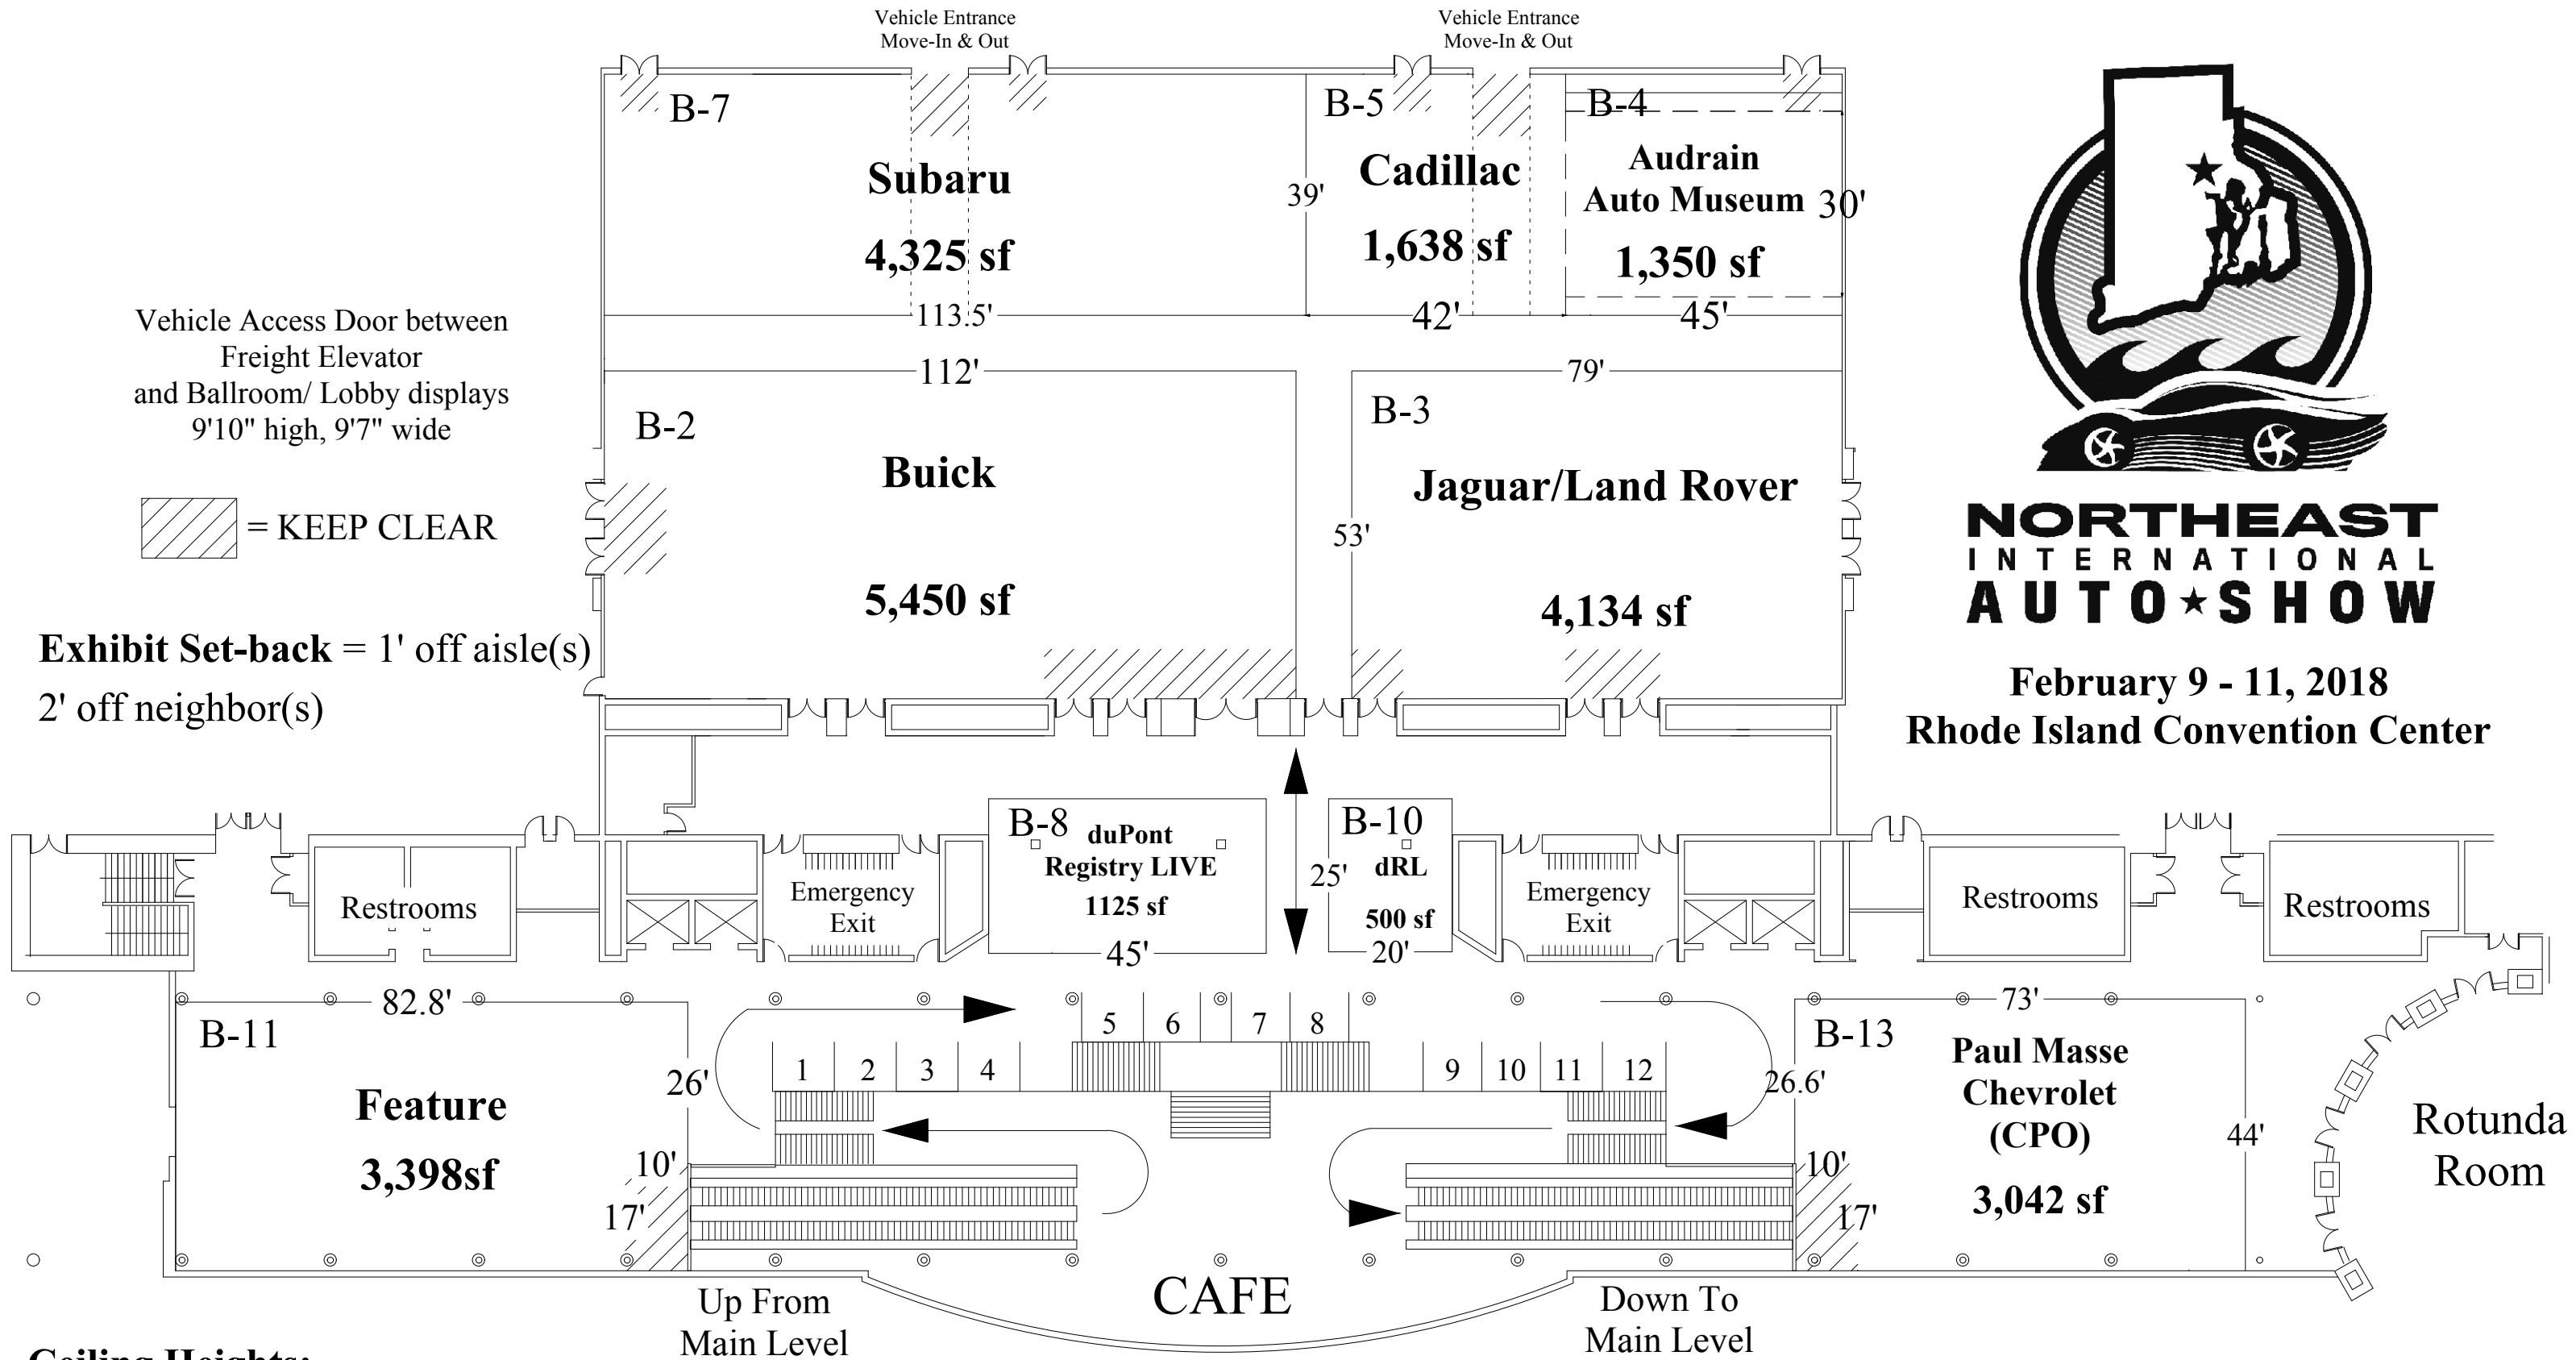 Vehicle Entrance
Move-In & Out
Vehicle Entrance
Move-In & Out
B-7
Subaru
4,325 sf
113.5'
39'
B-5
Cadillac
1,638 sf
42'
B-4
Audrain
Auto Museum
30'
1,350 sf
45'
Vehicle Access Door between
Freight Elevator
and Ballroom/ Lobby displays
9'10" high, 9'7" wide
= KEEP CLEAR
Exhibit Set-back = 1' off aisle(s)
2' off neighbor(s)
112'
B-2
Buick
5,450 sf
79'
B-3
Jaguar/Land Rover
53'
4,134 sf
NORTHEAST
INTERNATIONAL
AUTO★SHOW
February 9 - 11, 2018
Rhode Island Convention Center
Restrooms
Emergency
Exit
B-8
duPont
Registry LIVE
1125 sf
45'
25'
B-10
dRL
500 sf
20'
Emergency
Exit
Restrooms
Restrooms
82.8'
B-11
Feature
3,398sf
26'
10'
17'
1 2 3 4
5 6 7 8
9 10 11 12
73'
B-13
26.6'
Paul Masse
Chevrolet
(CPO)
3,042 sf
10'
17'
44'
Rotunda
Room
CAFE
Up From
Main Level
Down To
Main Level
Ceiling Heights: